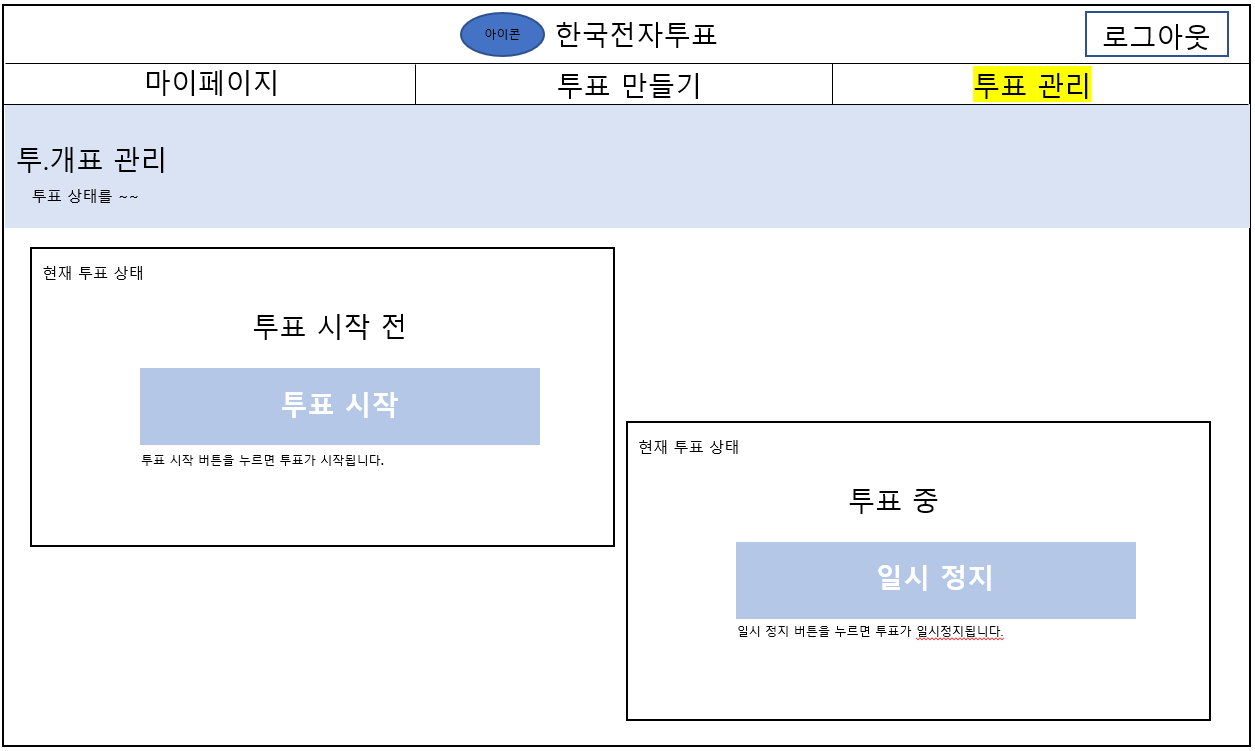 아이콘
한국전자투표
로그아웃
마이페이지
투표 만들기
투표 관리
투.개표 관리
투표 상태를 ~~
현재 투표 상태
투표 시작 전
투표 시작
투표 시작 버튼을 누르면 투표가 시작됩니다.
현재 투표 상태
투표 중
일시 정지
일시 정지 버튼을 누르면 투표가 일시정지됩니다.